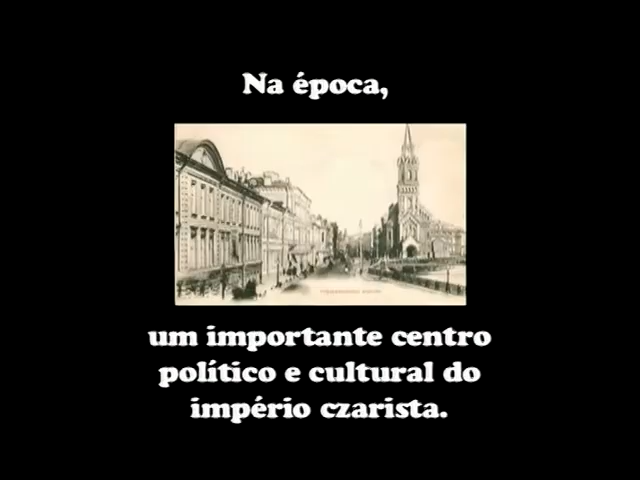 Na época,
um importante centro
político e cultural do
império czarista.